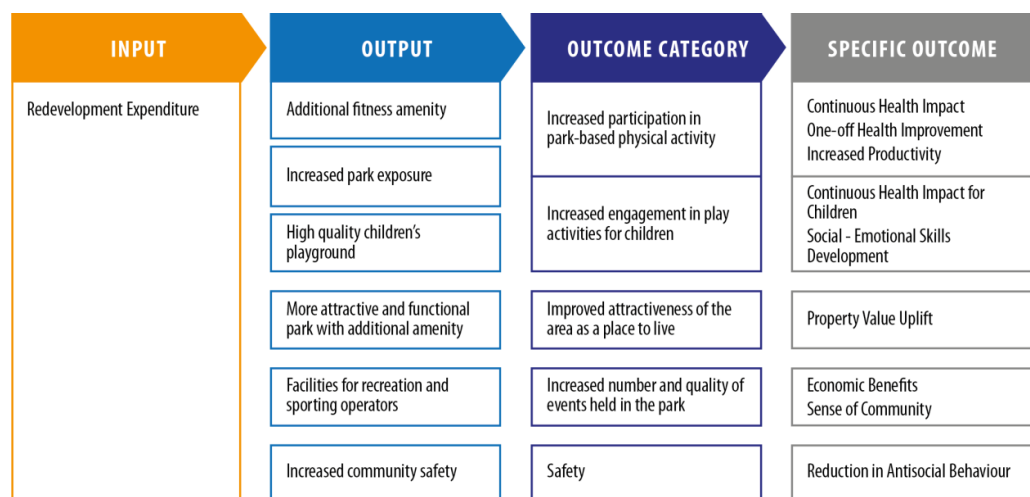 INPUT
OUTPUT
OUTCOME CATEGORY
SPECIFIC OUTCOME
Redevelopment Expenditure
Additional fitness amenity
Increased park exposure
High quality children's
playground
More attractive and functional
park with additional amenity
Facilities for recreation and
sporting operators
Increased community safety
Increased participation in
park-based physical activity
Increased engagement in play
activities for children
Improved attractiveness of the
area as a place to live
Increased number and quality of
events held in the park
Safety
Continuous Health Impact
One-off Health Improvement
Increased Productivity
Continuous Health Impact for
Children
Social - Emotional Skills
Development
Property Value Uplift
Economic Benefits
Sense of Community
Reduction in Antisocial Behaviour